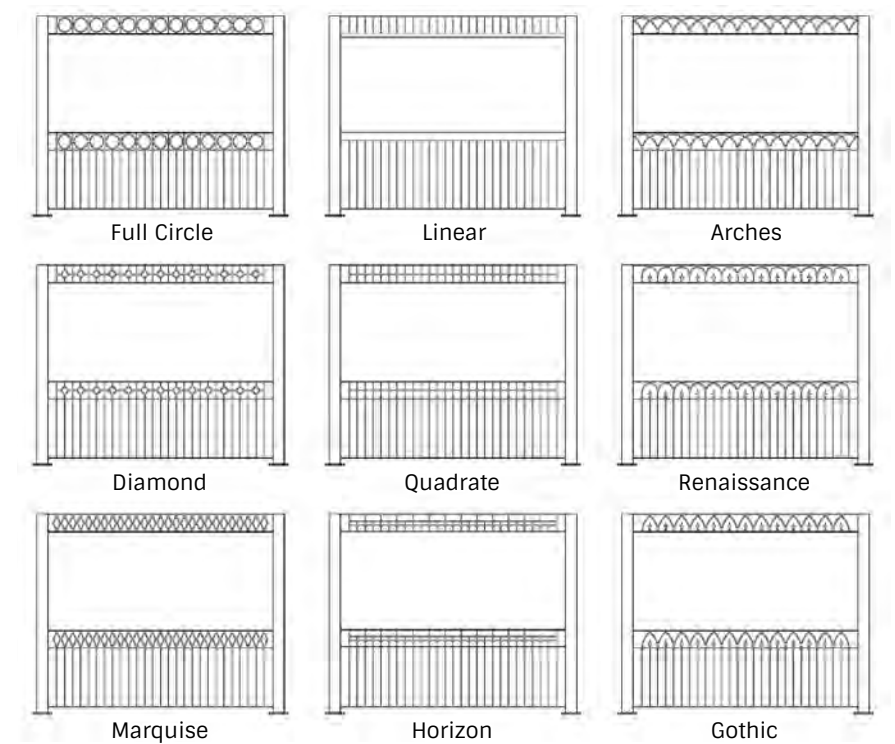 Full Circle
Linear
Arches
Diamond
Quadrate
Renaissance
Marquise
Horizon
Gothic